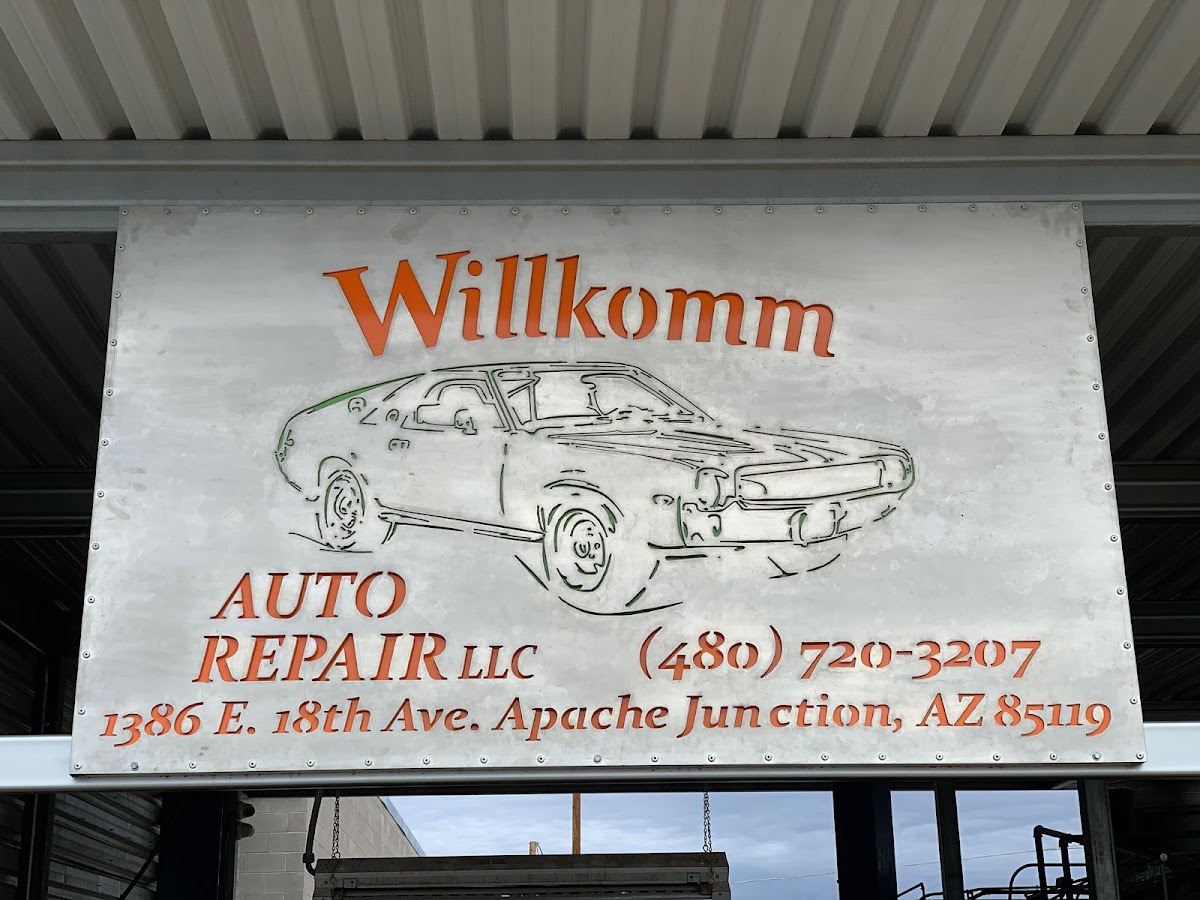 Willkomm
AUTO
REPAIR LLC
(480) 720-3207
1386 E. 18th Ave. Apache Junction, AZ 85119